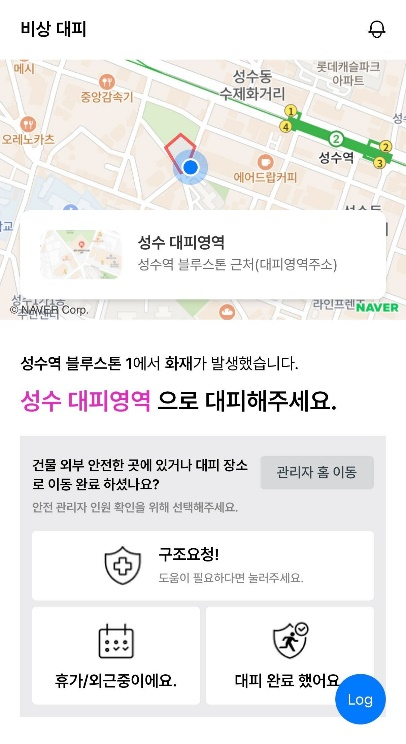 비상 대피
메시
중앙감속기
성수동
수제화거리
롯데캐슬파크
아파트
오레노카츠
1
4
2
2
3
성수역
에어드랍커피
성수 대피영역
성수역 블루스톤 근처(대피영역주소)
© NAVER Corp.
라인프렌즈
NAVER
성수역 블루스톤 1에서 화재가 발생했습니다.
성수 대피영역 으로 대피해주세요.
건물 외부 안전한 곳에 있거나 대피 장소
로 이동 완료 하셨나요?
관리자 홈 이동
안전 관리자 인원 확인을 위해 선택해주세요.
구조요청!
도움이 필요하다면 눌러주세요.
휴가/외근중이에요.
대피 완료 했어요
Log